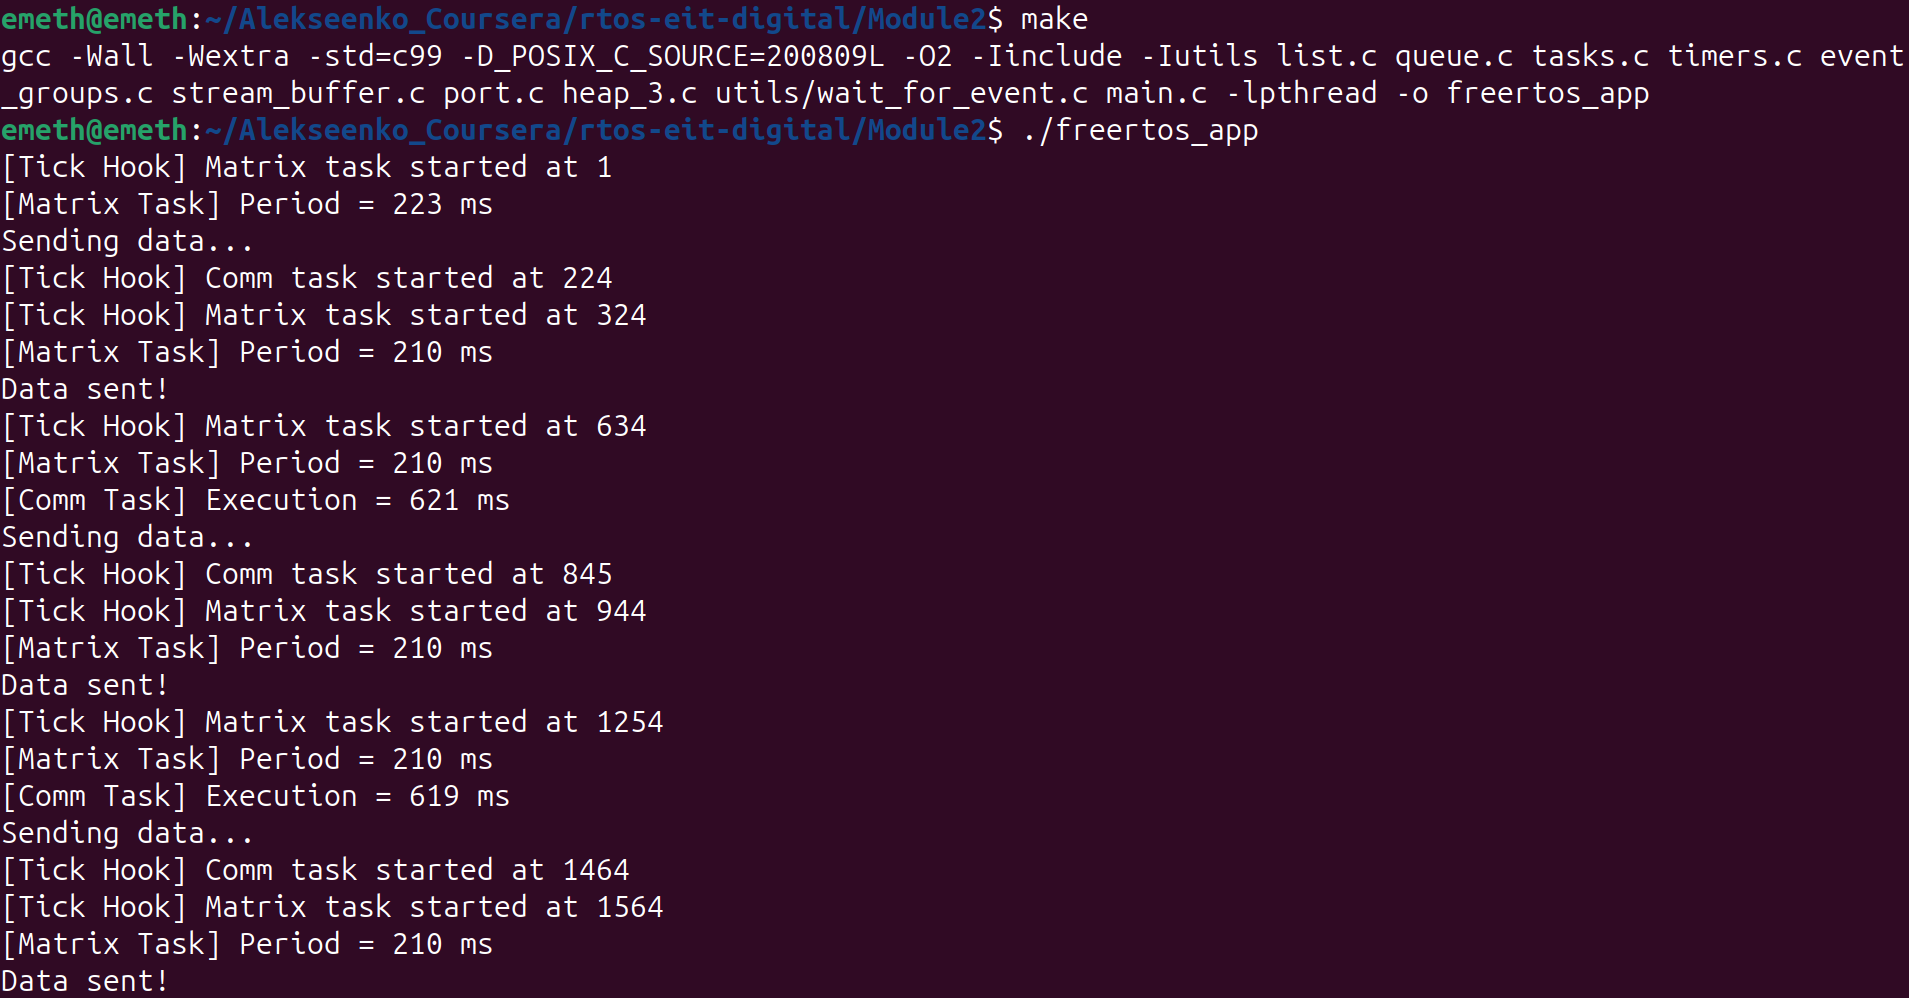 emeth@emeth:~/Alekseenko_Coursera/rtos-eit-digital/Module2$ make
gcc -Wall -Wextra -std=c99 -D_POSIX_C_SOURCE=200809L -O2 -Iinclude -Iutils list.c queue.c tasks.c timers.c event
_groups.c stream_buffer.c port.c heap_3.c utils/wait_for_event.c main.c -lpthread -o freertos_app
emeth@emeth:~/Alekseenko_Coursera/rtos-eit-digital/Module2$ ./freertos_app
[Tick Hook] Matrix task started at 1
[Matrix Task] Period = 223 ms
Sending data...
[Tick Hook] Comm task started at 224
[Tick Hook] Matrix task started at 324
[Matrix Task] Period = 210 ms
Data sent!
[Tick Hook] Matrix task started at 634
[Matrix Task] Period = 210 ms
[Comm Task] Execution = 621 ms
Sending data...
[Tick Hook] Comm task started at 845
[Tick Hook] Matrix task started at 944
[Matrix Task] Period = 210 ms
Data sent!
[Tick Hook] Matrix task started at 1254
[Matrix Task] Period = 210 ms
[Comm Task] Execution = 619 ms
Sending data...
[Tick Hook] Comm task started at 1464
[Tick Hook] Matrix task started at 1564
[Matrix Task] Period = 210 ms
Data sent!